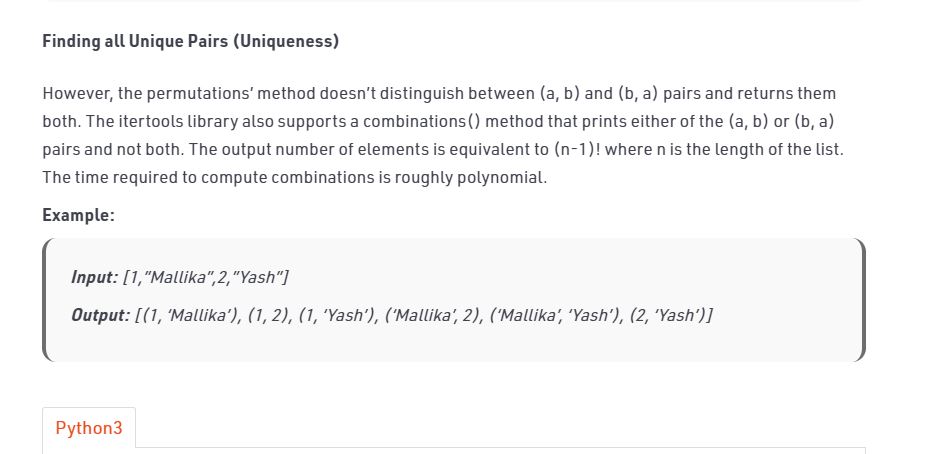 Finding all Unique Pairs (Uniqueness)
However, the permutations’ method doesn’t distinguish between (a, b) and (b, a) pairs and returns them
both. The itertools library also supports a combinations() method that prints either of the (a, b) or (b, a)
pairs and not both. The output number of elements is equivalent to (n-1)! where n is the length of the list.
The time required to compute combinations is roughly polynomial.
Example:
Input: [1,”Mallika”,2,”Yash”]
Output: [(1, ‘Mallika’), (1, 2), (1, ‘Yash’), (‘Mallika’, 2), (‘Mallika’, ‘Yash’), (2, ‘Yash’)]
Python3